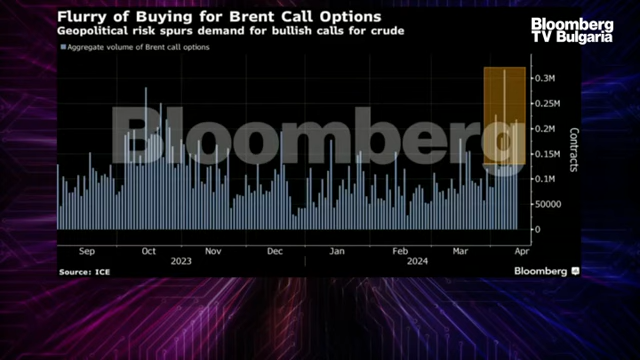 Flurry of Buying for Brent Call Options
Geopolitical risk spurs demand for bullish calls for crude
Aggregate volume of Brent call options
Bloomberg
TV Bulgaria
Bloomberg
0.3M
0.25M
0.2M
0.15M
0.1M
50000
0
Contracts
Sep Oct Nov Dec Jan Feb Mar Apr
2023 2024
Source: ICE
Bloomberg